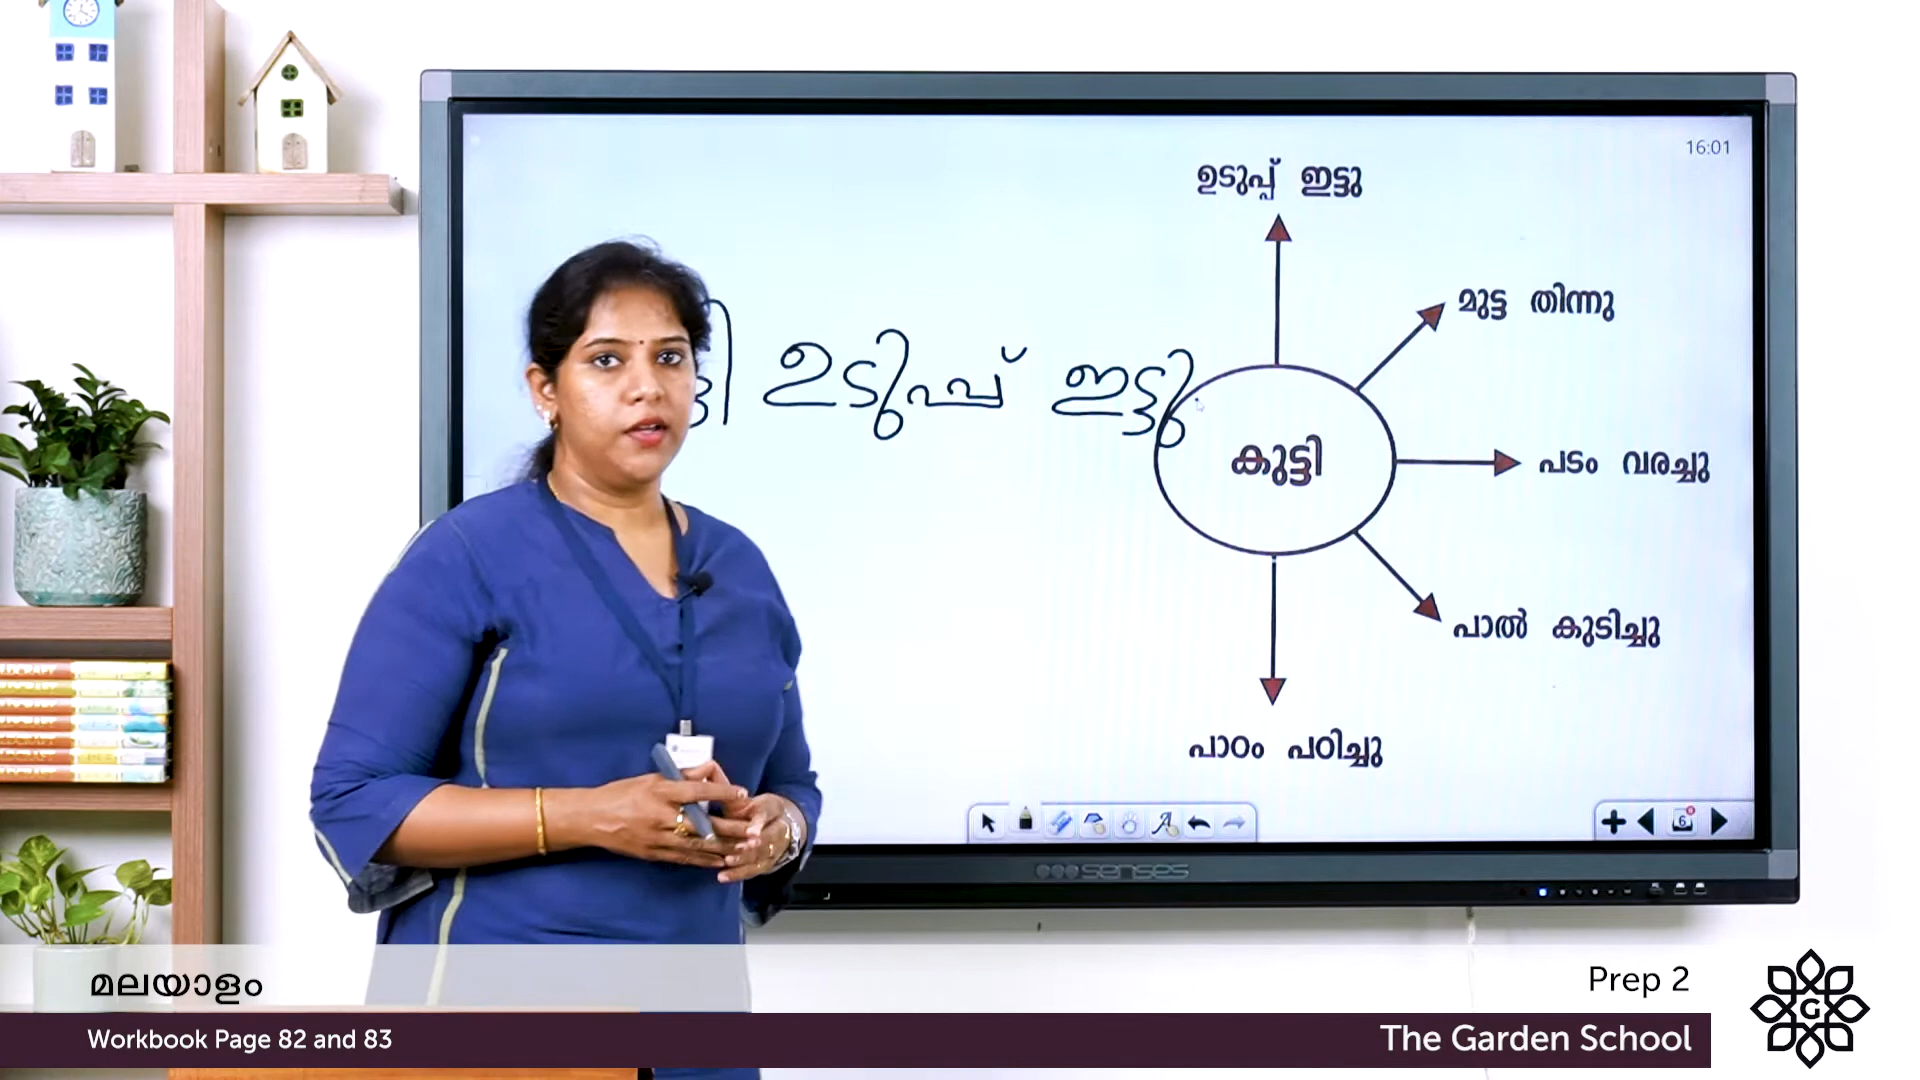 16:01
ഉടുപ്പ് ഇട്ടു
മുട്ട തിന്നു
ഉടുപ്പ് ഇട്ടു
കുട്ടി
പടം വരച്ചു
പാൽ കുടിച്ചു
പാഠം പഠിച്ചു
6
senses
മലയാളം
Prep 2
Workbook Page 82 and 83
The Garden School
G